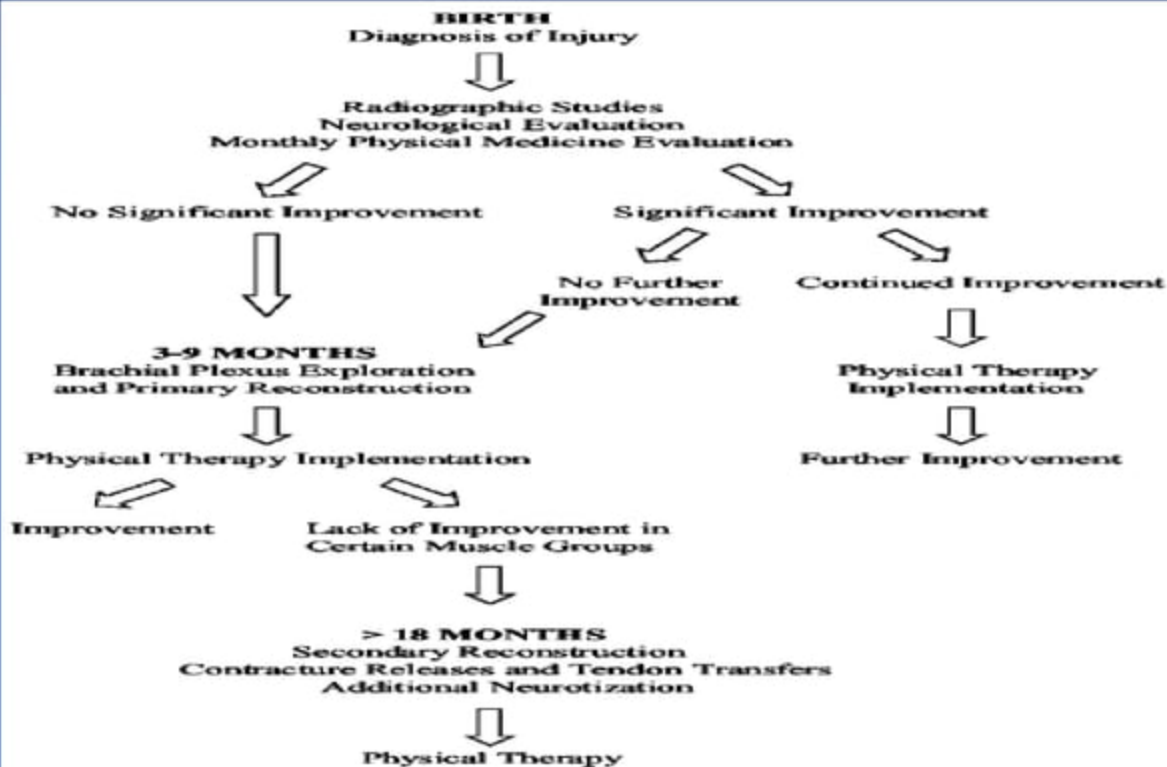 BIRTH
Diagnosis of Injury
Radiographic Studies
Neurological Evaluation
Monthly Physical Medicine Evaluation
No Significant Improvement
Significant Improvement
No Further
Improvement
Continued Improvement
3-9 MONTHS
Brachial Plexus Exploration
and Primary Reconstruction
Physical Therapy
Implementation
Physical Therapy Implementation
Further Improvement
Improvement
Lack of Improvement in
Certain Muscle Groups
> 18 MONTHS
Secondary Reconstruction
Contracture Releases and Tendon Transfers
Additional Neurotization
Physical Therapy